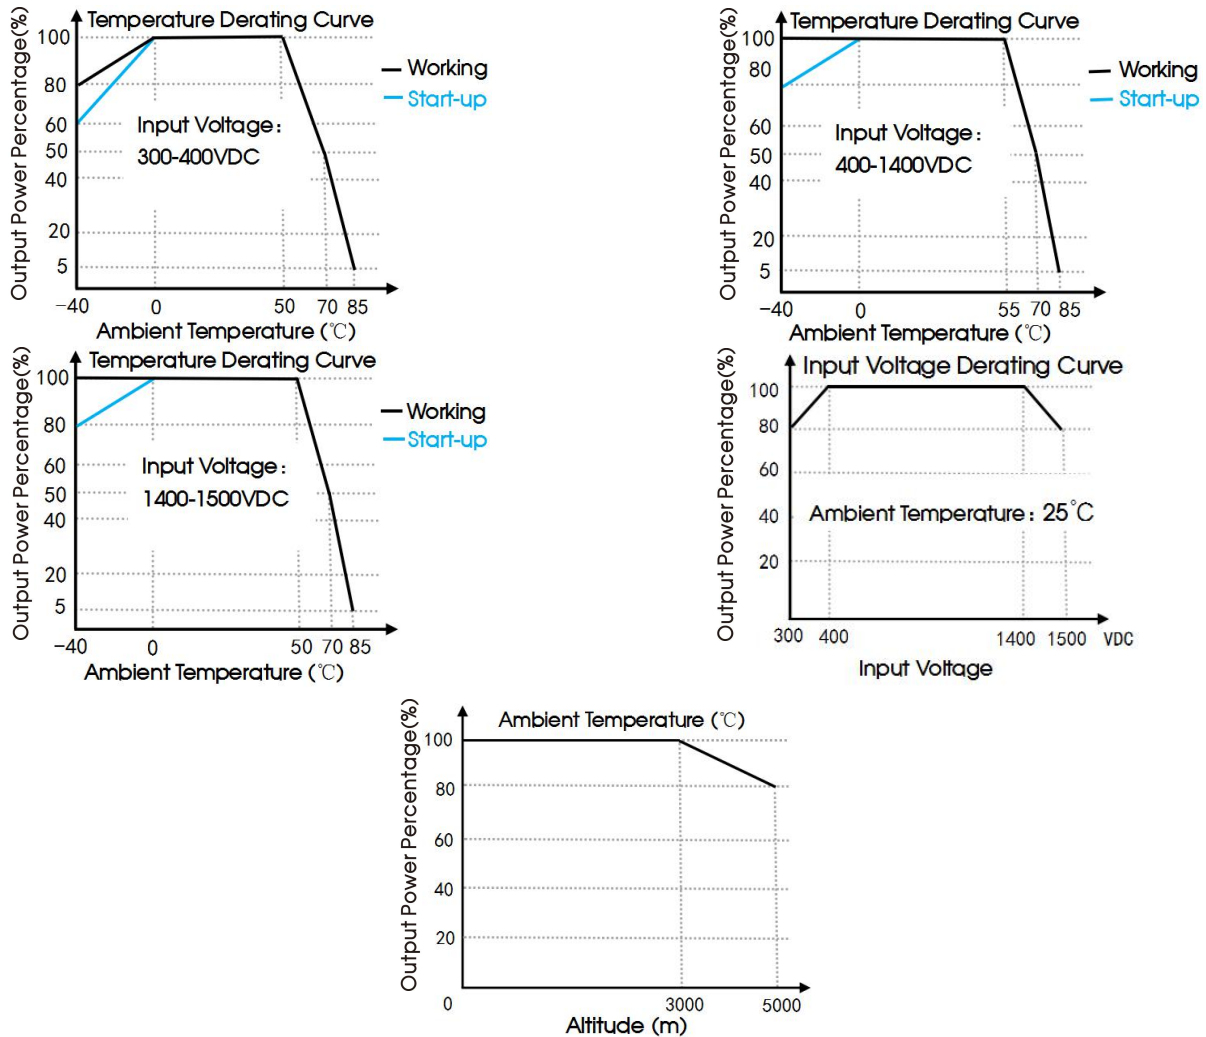 Temperature Derating Curve
Output Power Percentage(%)
100
80
60
50
40
20
5
-40 0 50 70 85
Ambient Temperature (℃)
Input Voltage:
300-400VDC
Working
Start-up
Temperature Derating Curve
Output Power Percentage(%)
100
80
60
50
40
20
5
-40 0 55 70 85
Ambient Temperature (℃)
Input Voltage:
400-1400VDC
Working
Start-up
Temperature Derating Curve
Output Power Percentage(%)
100
80
60
50
40
20
5
-40 0 50 70 85
Ambient Temperature (℃)
Input Voltage:
1400-1500VDC
Working
Start-up
Input Voltage Derating Curve
Output Power Percentage(%)
100
80
60
40
20
300 400 1400 1500 VDC
Input Voltage
Ambient Temperature: 25℃
Ambient Temperature (℃)
Output Power Percentage(%)
100
80
60
40
20
0 3000 5000
Altitude (m)